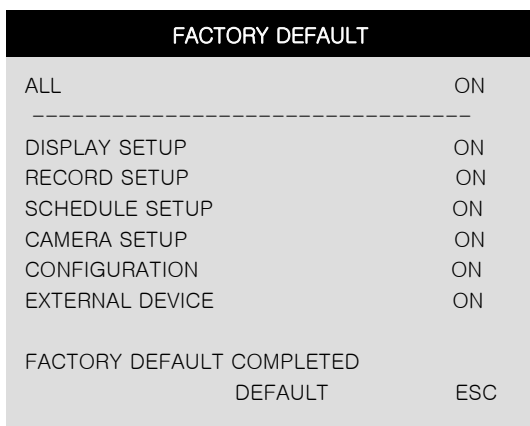 FACTORY DEFAULT
ALL ON
----------------------------------
DISPLAY SETUP ON
RECORD SETUP ON
SCHEDULE SETUP ON
CAMERA SETUP ON
CONFIGURATION ON
EXTERNAL DEVICE ON
FACTORY DEFAULT COMPLETED
DEFAULT ESC